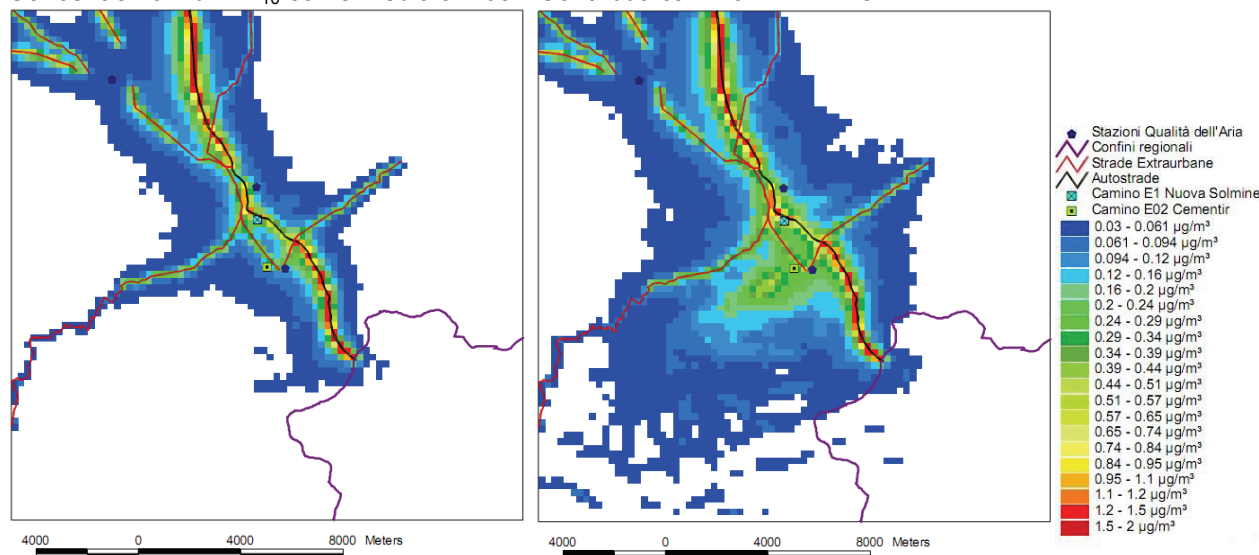 10
Stazioni Qualità dell'Aria
Confini regionali
Strade Extraurbane
Autostrade
Camino E1 Nuova Solmine
Camino E02 Cementir
0.03 - 0.061 µg/m³
0.061 - 0.094 µg/m³
0.094 - 0.12 µg/m³
0.12 - 0.16 µg/m³
0.16 - 0.2 µg/m³
0.2 - 0.24 µg/m³
0.24 - 0.29 µg/m³
0.29 - 0.34 µg/m³
0.34 - 0.39 µg/m³
0.39 - 0.44 µg/m³
0.44 - 0.51 µg/m³
0.51 - 0.57 µg/m³
0.57 - 0.65 µg/m³
0.65 - 0.74 µg/m³
0.74 - 0.84 µg/m³
0.84 - 0.95 µg/m³
0.95 - 1.1 µg/m³
1.1 - 1.2 µg/m³
1.2 - 1.5 µg/m³
1.5 - 2 µg/m³
4000 0 4000 8000 Meters
4000 0 4000 8000 Meters